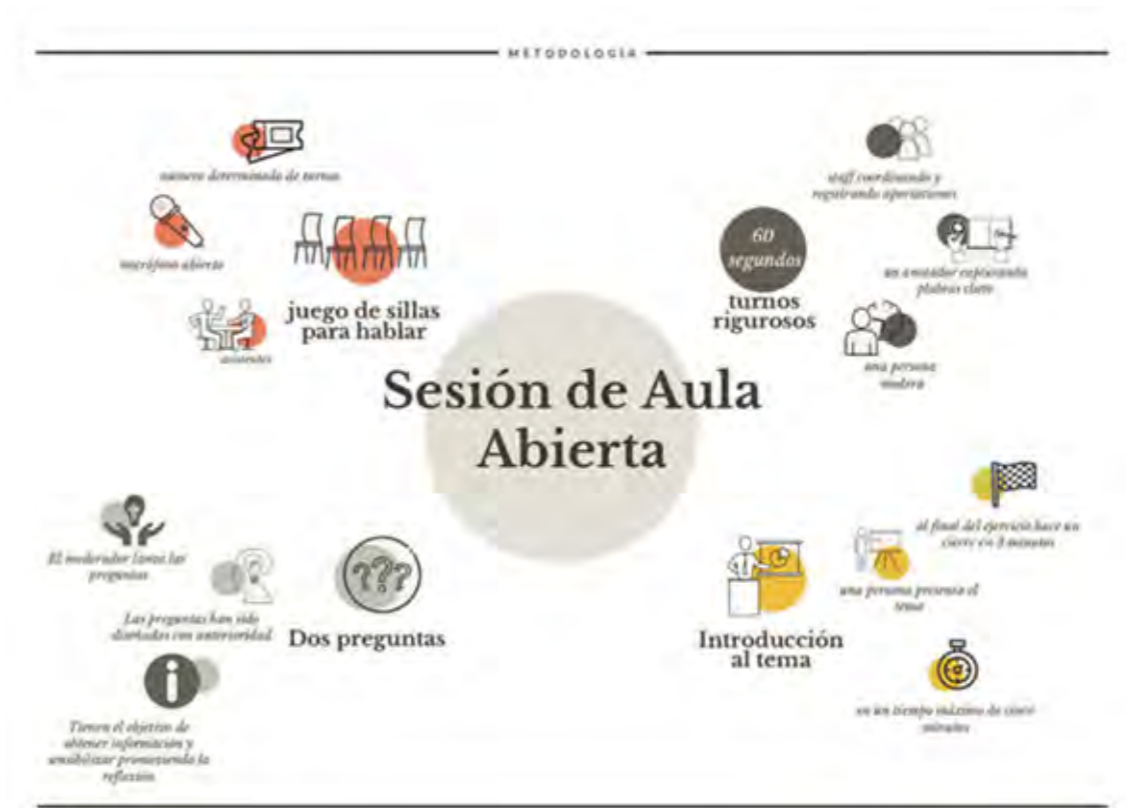 METODOLOGÍA
número determinado de turnos
micrófono abierto
juego de sillas
para hablar
asistentes
staff coordinando y
registrando aportaciones
60
segundos
turnos
rigurosos
un anotador capturando
plabras clave
una persona
modera
Sesión de Aula
Abierta
El moderador lanza las
preguntas
Las preguntas han sido
diseñadas con anterioridad
Dos preguntas
Tienen el objetivo de
obtener información y
sensibilizar promoviendo la
reflexión
al final del ejercicio hace un
cierre en 3 minutos
una persona presenta el
tema
Introducción
al tema
en un tiempo máximo de cinco
minutos